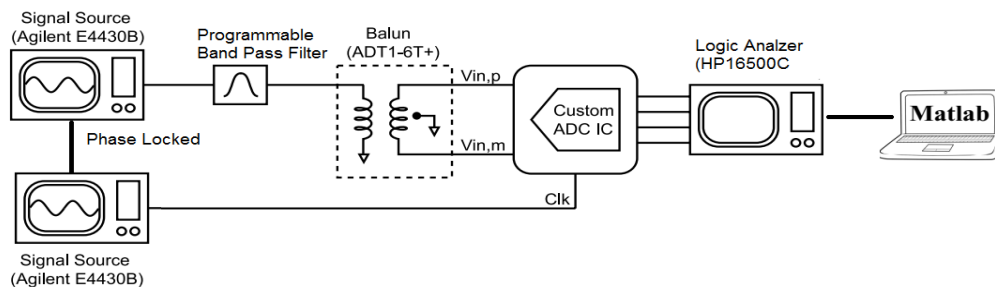 Signal Source
(Agilent E4430B)
Programmable
Band Pass Filter
Balun
(ADT1-6T+)
Vin,p
Vin,m
Custom
ADC IC
Logic Analzer
(HP16500C
Matlab
Phase Locked
Clk
Signal Source
(Agilent E4430B)